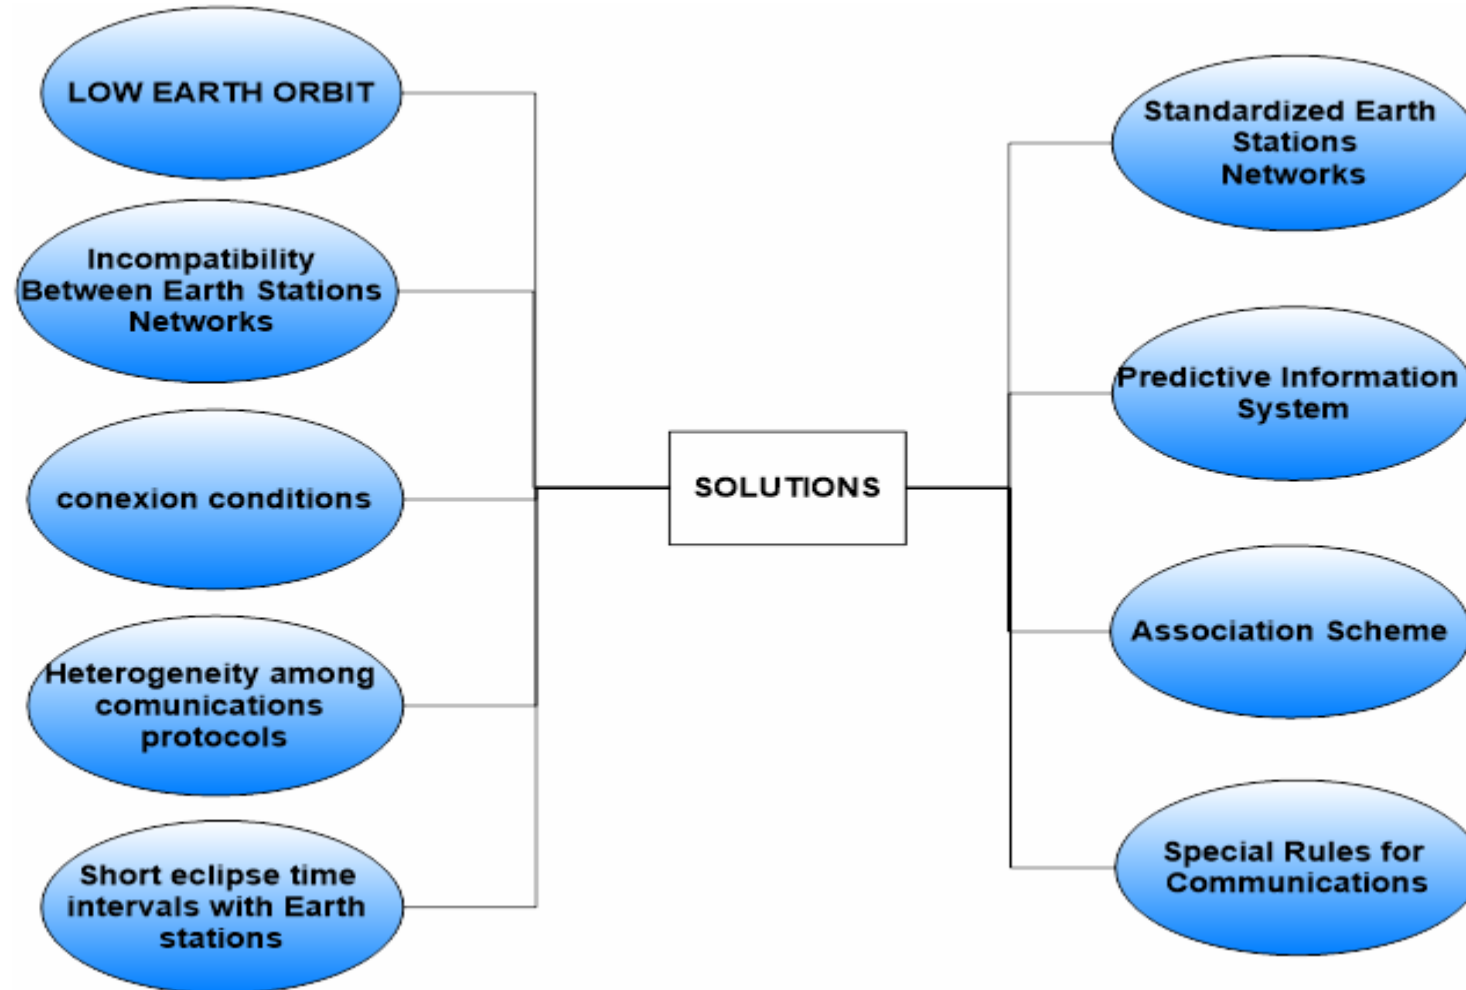 LOW EARTH ORBIT
Incompatibility
Between Earth Stations
Networks
conexion conditions
Heterogeneity among
comunications
protocols
Short eclipse time
intervals with Earth
stations
SOLUTIONS
Standardized Earth
Stations
Networks
Predictive Information
System
Association Scheme
Special Rules for
Communications